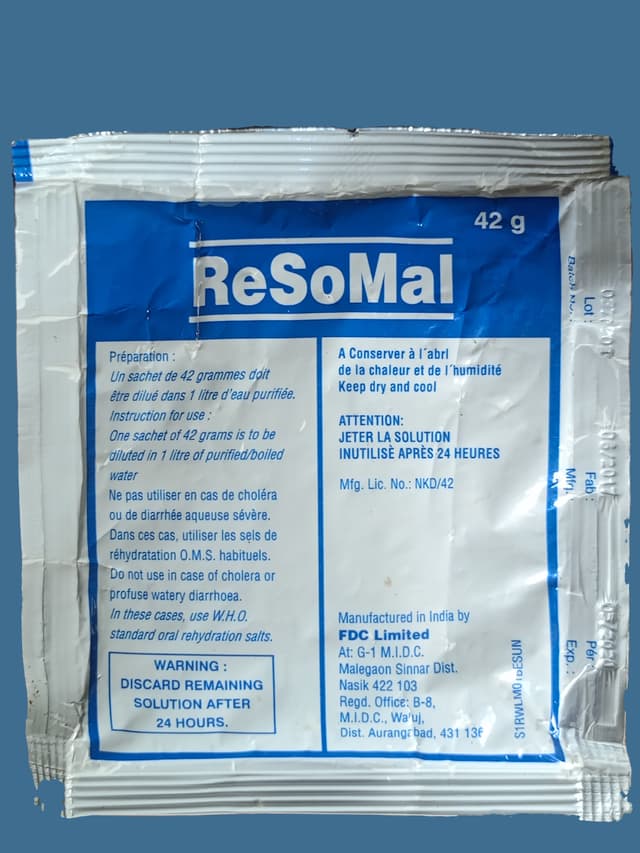 42 g
ReSoMal
Préparation :
Un sachet de 42 grammes doit
être dilué dans 1 litre d'eau purifiée.
Instruction for use :
One sachet of 42 grams is to be
diluted in 1 litre of purified/boiled
water
Ne pas utiliser en cas de choléra
ou de diarrhée aqueuse sévère.
Dans ces cas, utiliser les sels de
réhydratation O.M.S. habituels.
Do not use in case of cholera or
profuse watery diarrhoea.
In these cases, use W.H.O.
standard oral rehydration salts.
WARNING :
DISCARD REMAINING
SOLUTION AFTER
24 HOURS.
A Conserver à l´abrl
de la chaleur et de l´humidité
Keep dry and cool
ATTENTION:
JETER LA SOLUTION
INUTILISÈ APRÈS 24 HEURES
Mfg. Lic. No.: NKD/42
Manufactured in India by
FDC Limited
At: G-1 M.I.D.C.
Malegaon Sinnar Dist.
Nasik 422 103
Regd. Office: B-8,
M.I.D.C., Waluj,
Dist. Aurangabad, 431 136
Lot :
Batch No. :
Fab :
Mfg. :
Pér :
Exp. :